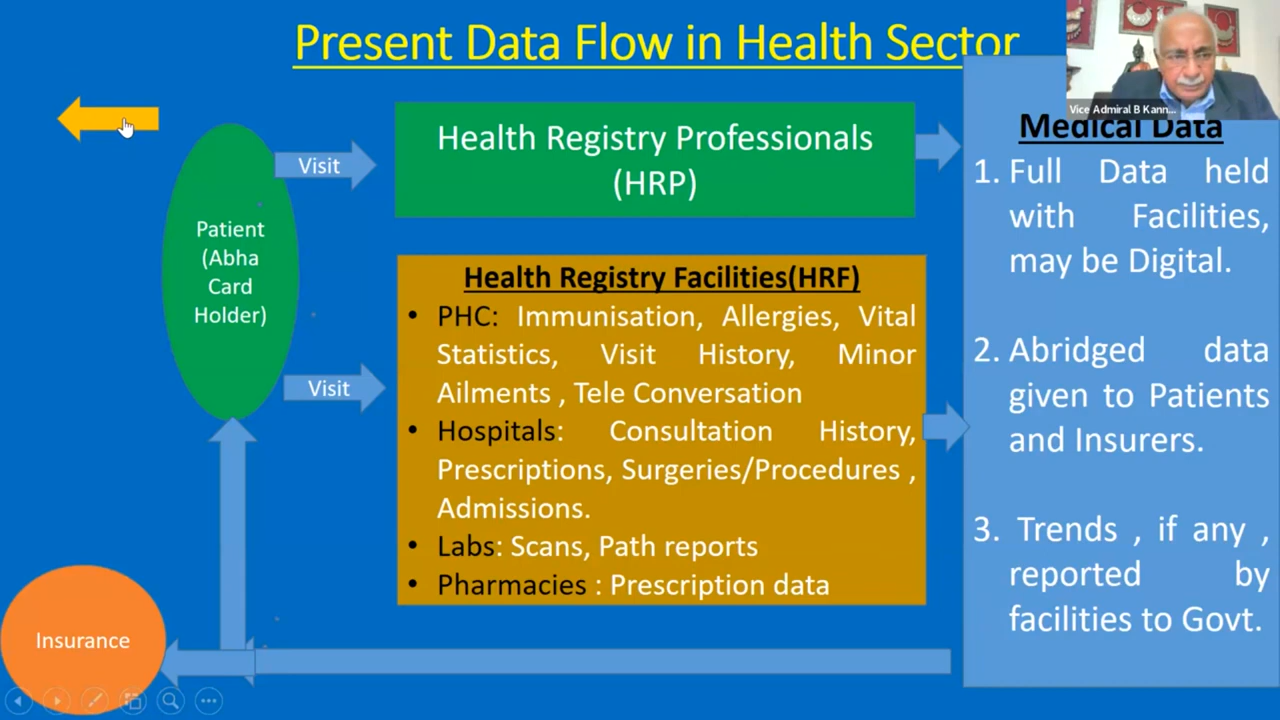 Present Data Flow in Health Sector
Vice Admiral B Kann...
Visit
Health Registry Professionals
(HRP)
Patient
(Abha
Card
Holder)
Visit
Health Registry Facilities(HRF)
• PHC: Immunisation, Allergies, Vital
Statistics, Visit History, Minor
Ailments , Tele Conversation
• Hospitals: Consultation History,
Prescriptions, Surgeries/Procedures ,
Admissions.
• Labs: Scans, Path reports
• Pharmacies : Prescription data
Medical Data
1. Full Data held
with Facilities,
may be Digital.
2. Abridged data
given to Patients
and Insurers.
3. Trends , if any ,
reported by
facilities to Govt.
Insurance